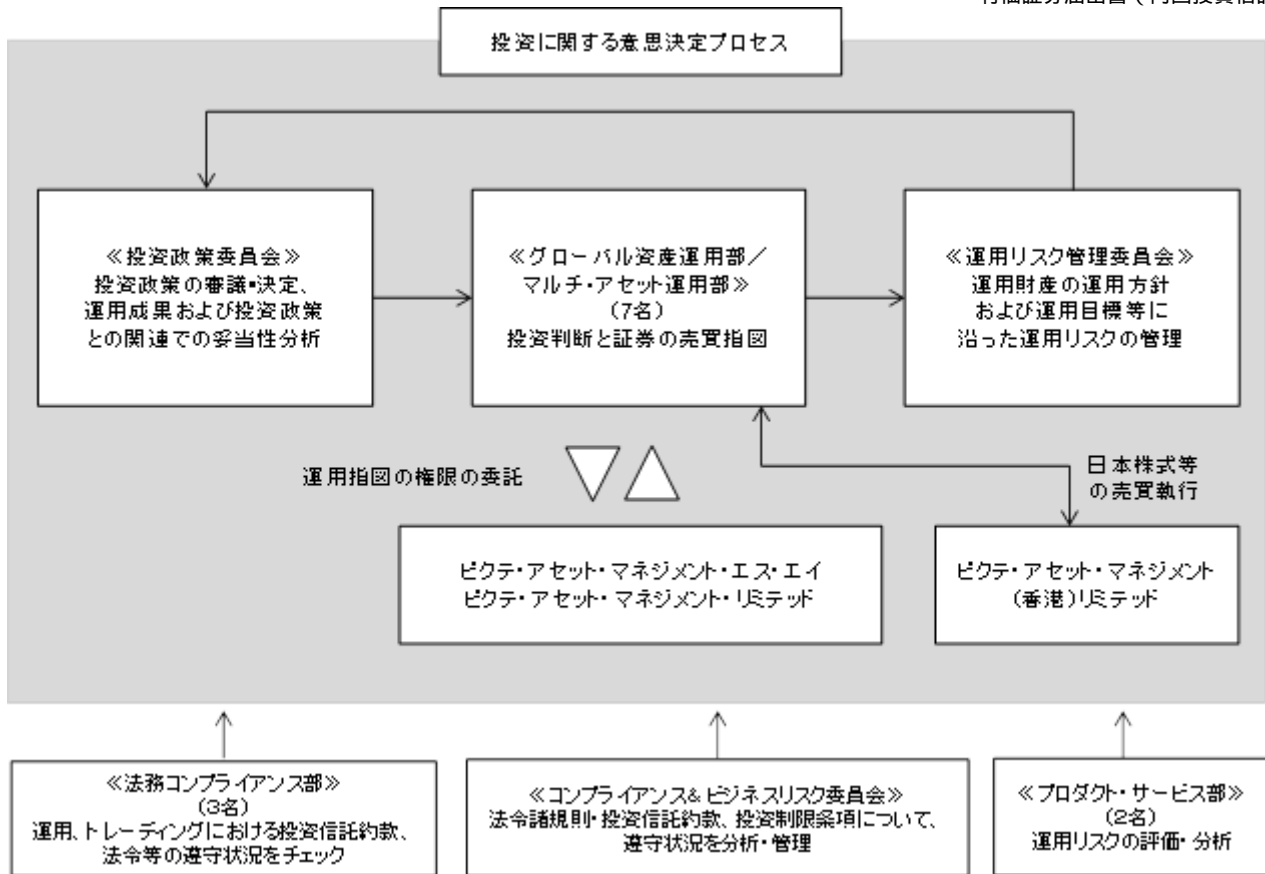 投資に関する意思決定プロセス
≪投資政策委員会≫
投資政策の審議・決定、
運用成果および投資政策
との関連での妥当性分析
≪グローバル資産運用部／
マルチ・アセット運用部≫
(7名)
投資判断と証券の売買指図
≪運用リスク管理委員会≫
運用財産の運用方針
および運用目標等に
沿った運用リスクの管理
運用指図の権限の委託
日本株式等
の売買執行
ピクテ・アセット・マネジメント・エス・エイ
ピクテ・アセット・マネジメント・リミテッド
ピクテ・アセット・マネジメント
(香港)リミテッド
≪法務コンプライアンス部≫
(3名)
運用、トレーディングにおける投資信託約款、
法令等の遵守状況をチェック
≪コンプライアンス&ビジネスリスク委員会≫
法令諸規則・投資信託約款、投資制限条項について、
遵守状況を分析・管理
≪プロダクト・サービス部≫
(2名)
運用リスクの評価・分析